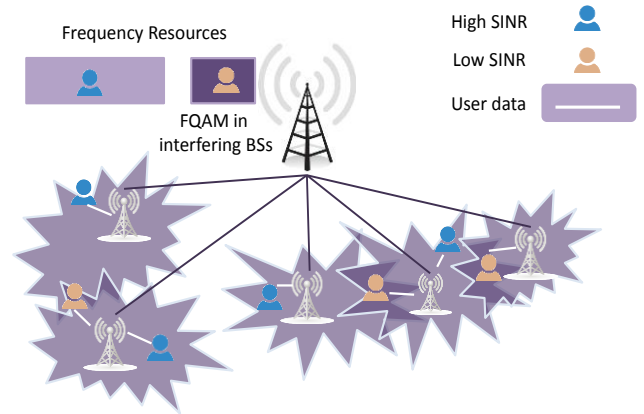 Frequency Resources
FQAM in
interfering BSs
High SINR
Low SINR
User data